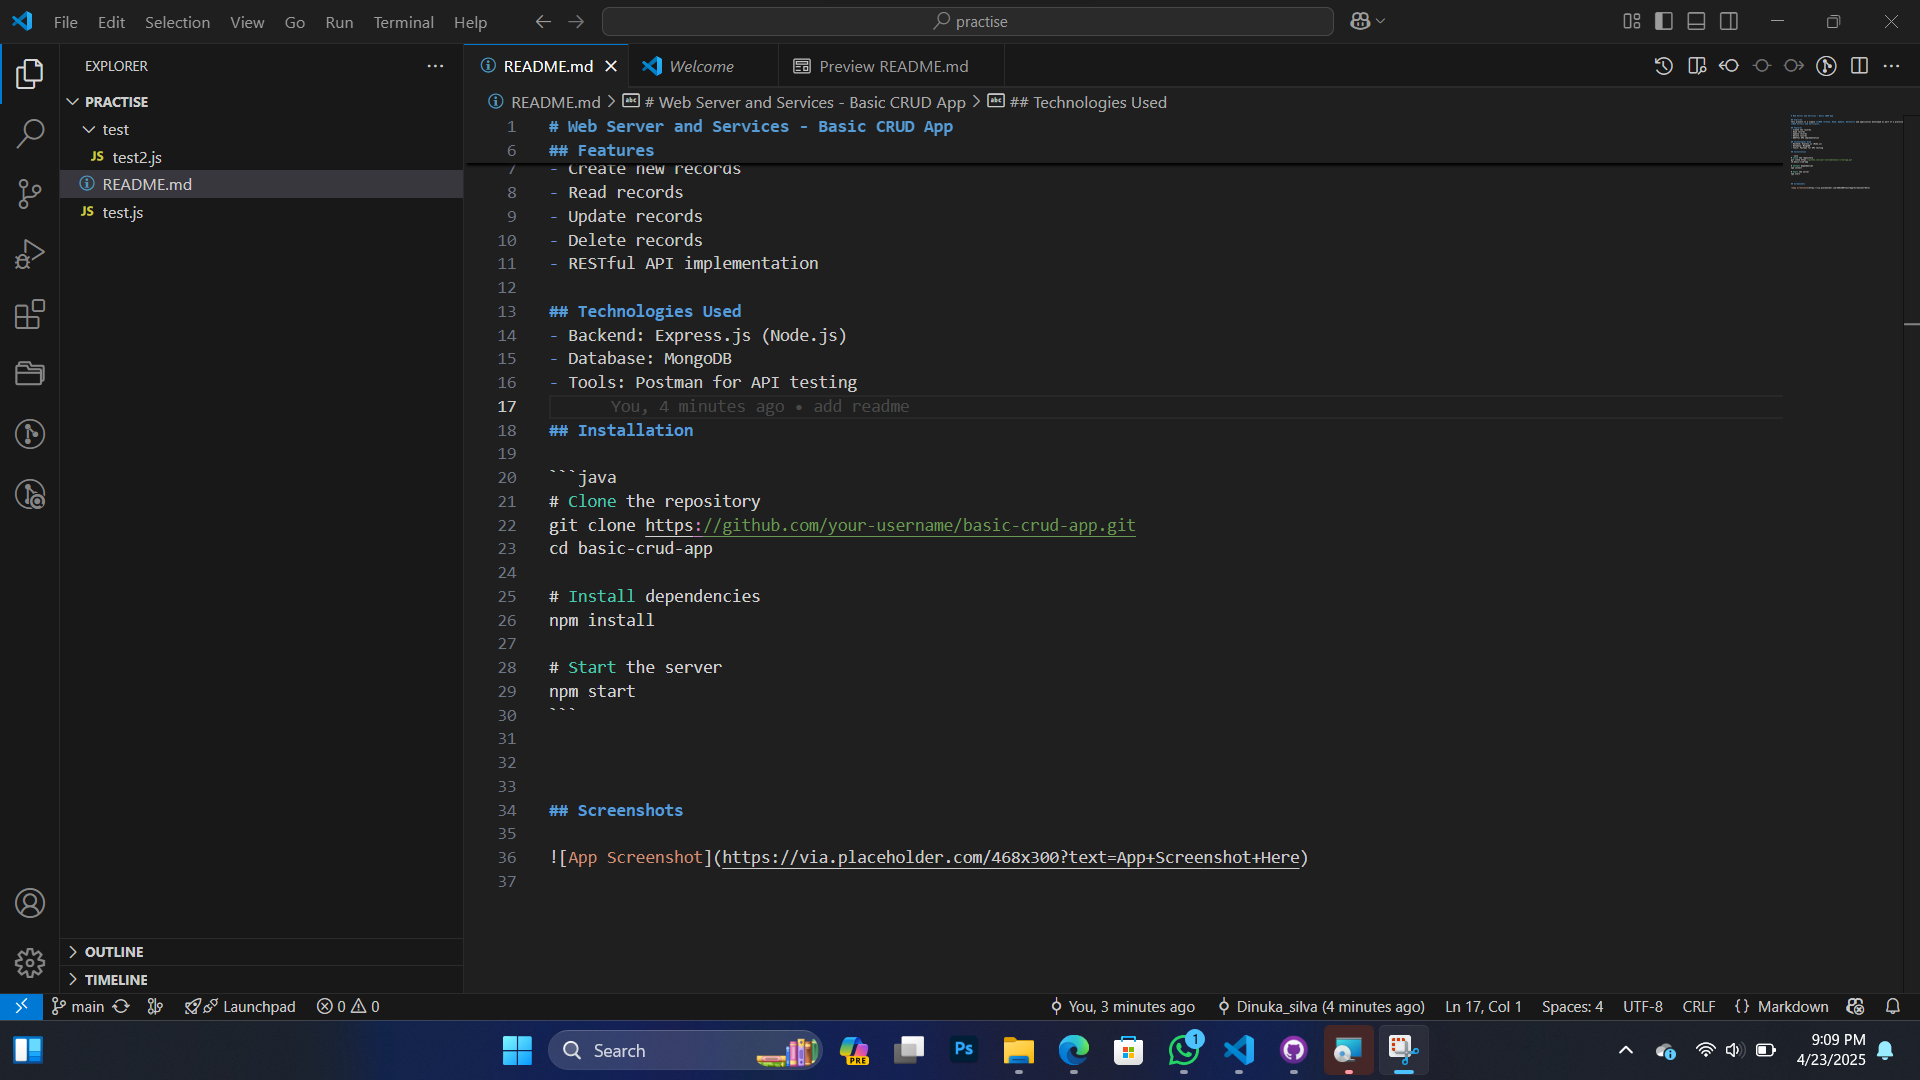 File Edit Selection View Go Run Terminal Help
practise
EXPLORER
PRACTISE
test
JS test2.js
README.md
JS test.js
OUTLINE
TIMELINE
README.md
Welcome
Preview README.md
README.md > # Web Server and Services - Basic CRUD App > ## Technologies Used
1 # Web Server and Services - Basic CRUD App
6 ## Features
7 - Create new records
8 - Read records
9 - Update records
10 - Delete records
11 - RESTful API implementation
12
13 ## Technologies Used
14 - Backend: Express.js (Node.js)
15 - Database: MongoDB
16 - Tools: Postman for API testing
17 You, 4 minutes ago • add readme
18 ## Installation
19
20 ```java
21 # Clone the repository
22 git clone https://github.com/your-username/basic-crud-app.git
23 cd basic-crud-app
24
25 # Install dependencies
26 npm install
27
28 # Start the server
29 npm start
30 ```
31
32
33
34 ## Screenshots
35
36 ![App Screenshot](https://via.placeholder.com/468x300?text=App+Screenshot+Here)
37
main Launchpad 0 0 You, 3 minutes ago Dinuka_silva (4 minutes ago) Ln 17, Col 1 Spaces: 4 UTF-8 CRLF {} Markdown
Search
PRE
Ps
1
9:09 PM
4/23/2025